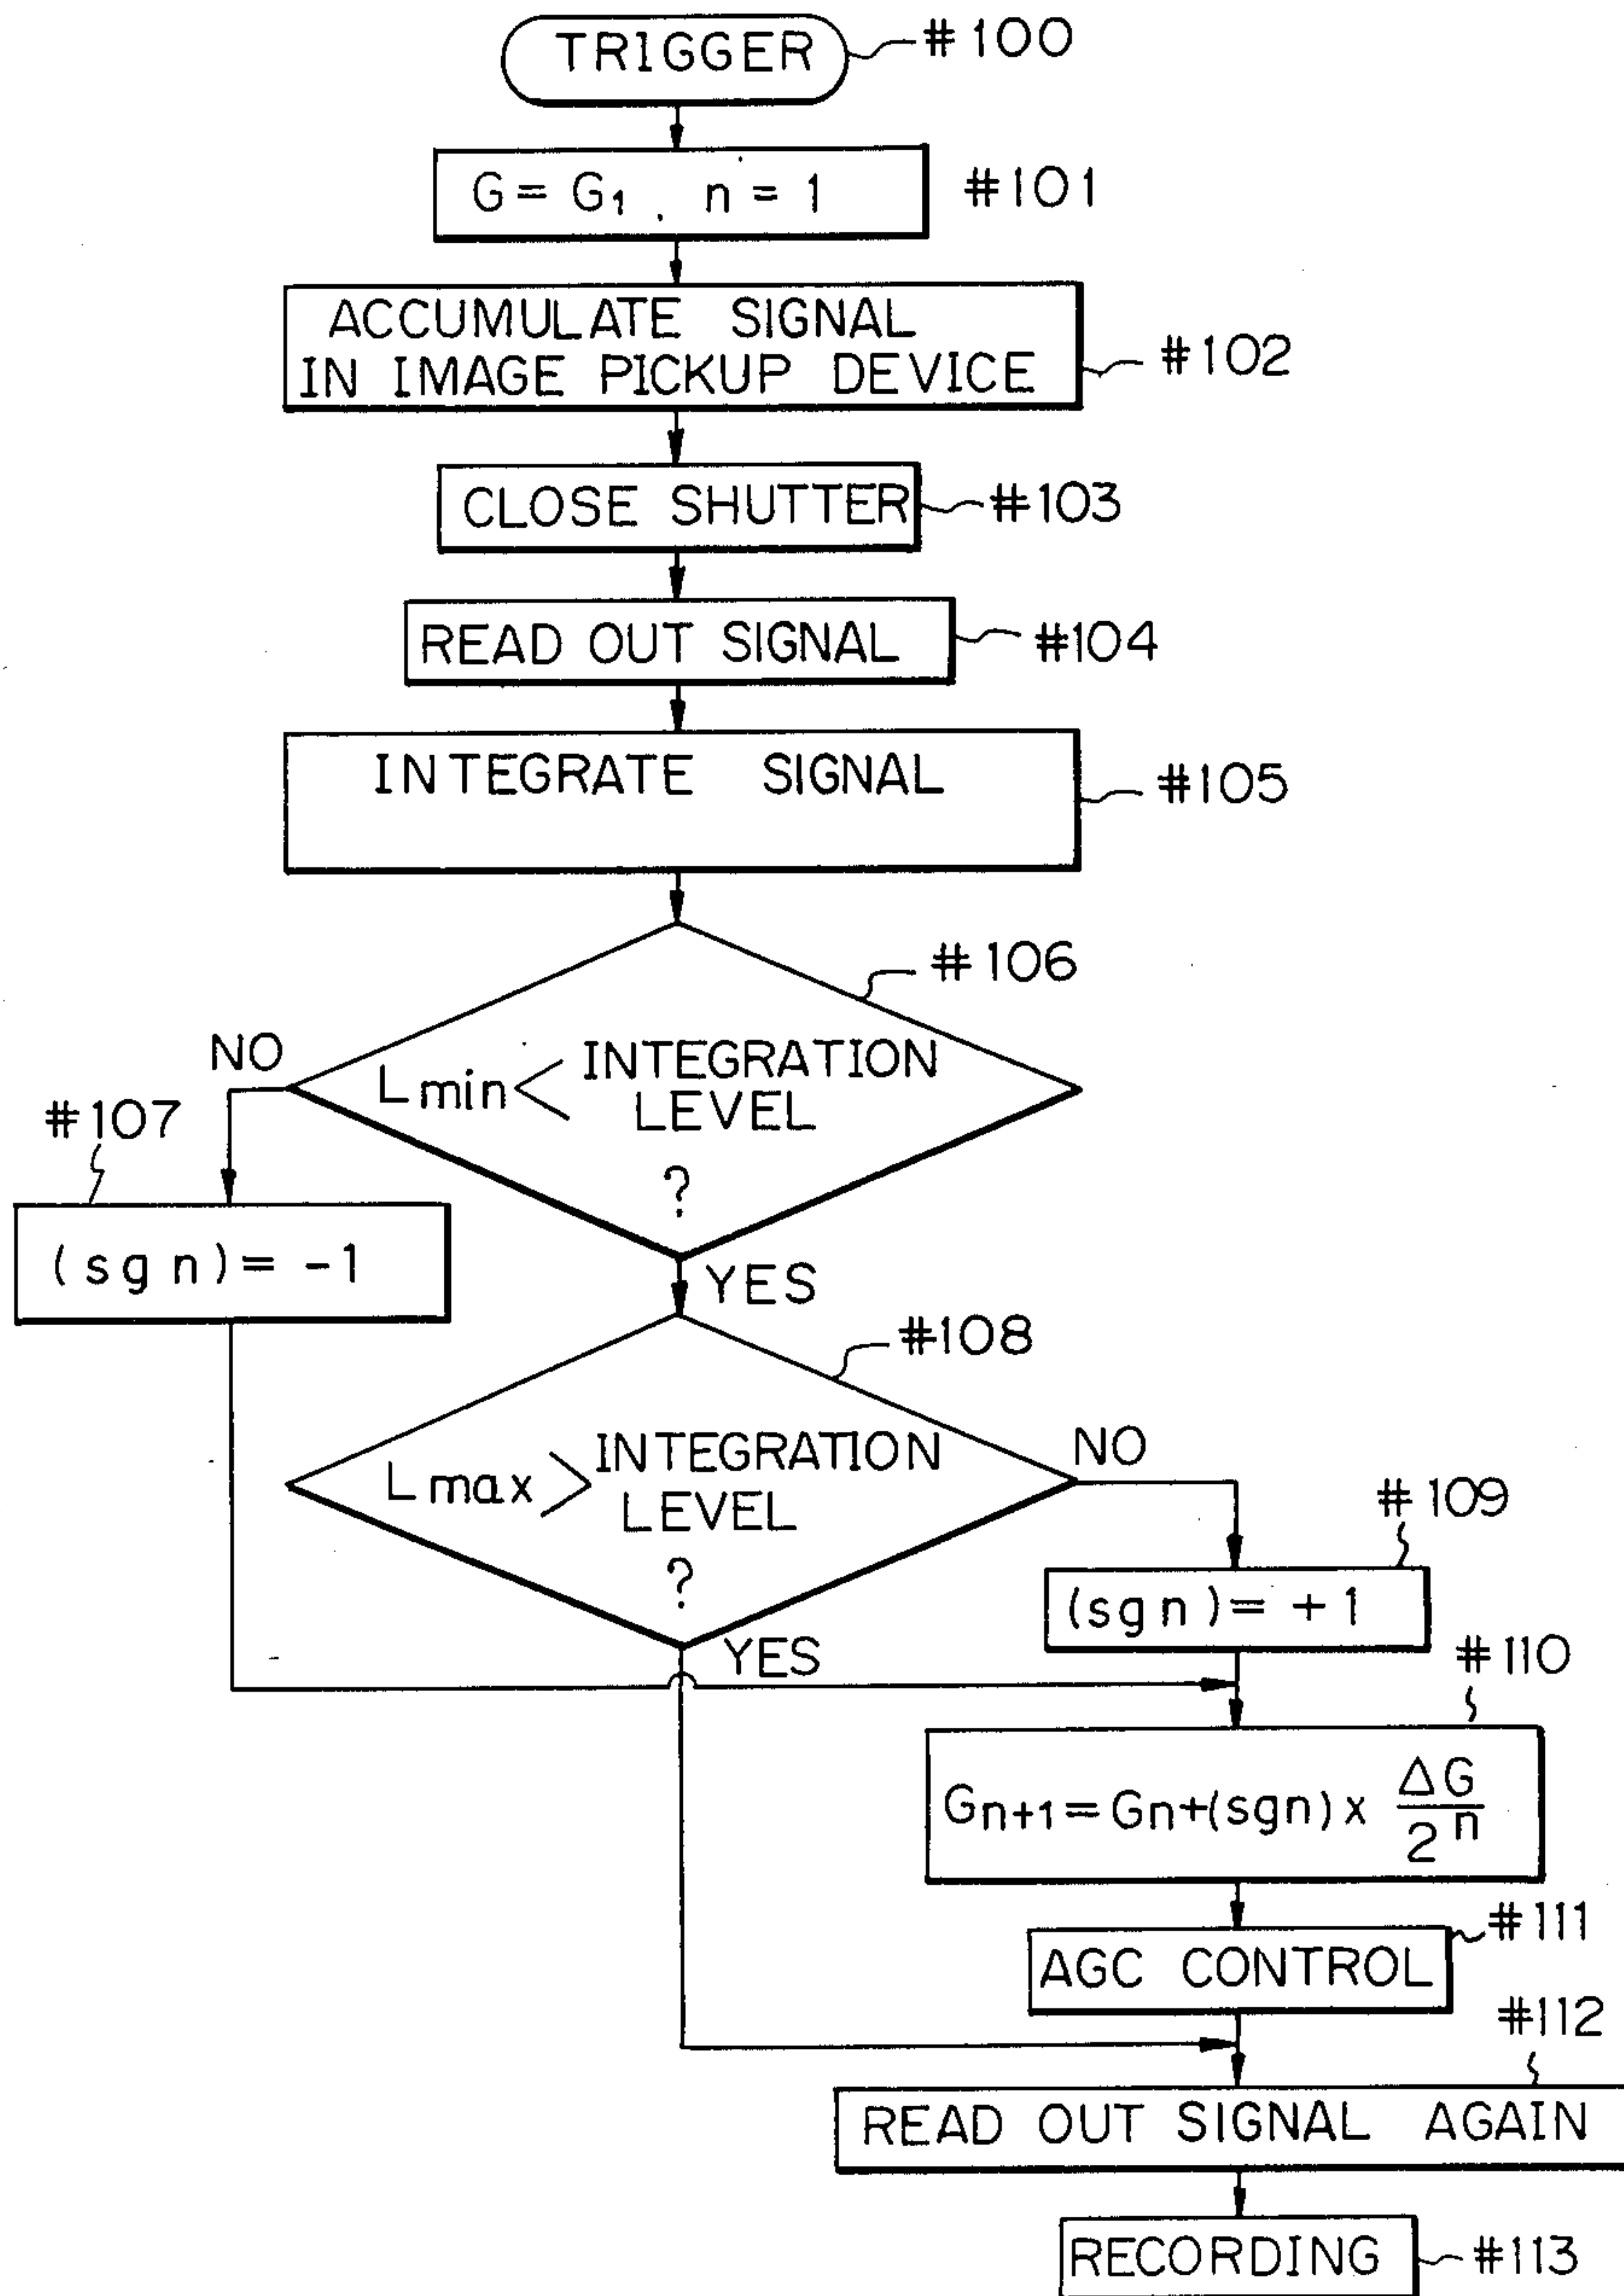 TRIGGER #100
G = G1, n = 1 #101
ACCUMULATE SIGNAL
IN IMAGE PICKUP DEVICE #102
CLOSE SHUTTER #103
READ OUT SIGNAL #104
INTEGRATE SIGNAL #105
#106
NO
Lmin < INTEGRATION
LEVEL
?
#107
(sgn) = -1
YES
#108
Lmax > INTEGRATION
LEVEL
?
NO
#109
(sgn) = +1
YES
#110
Gn+1 = Gn+(sgn) x ΔG/2^n
#111
AGC CONTROL
#112
READ OUT SIGNAL AGAIN
RECORDING #113